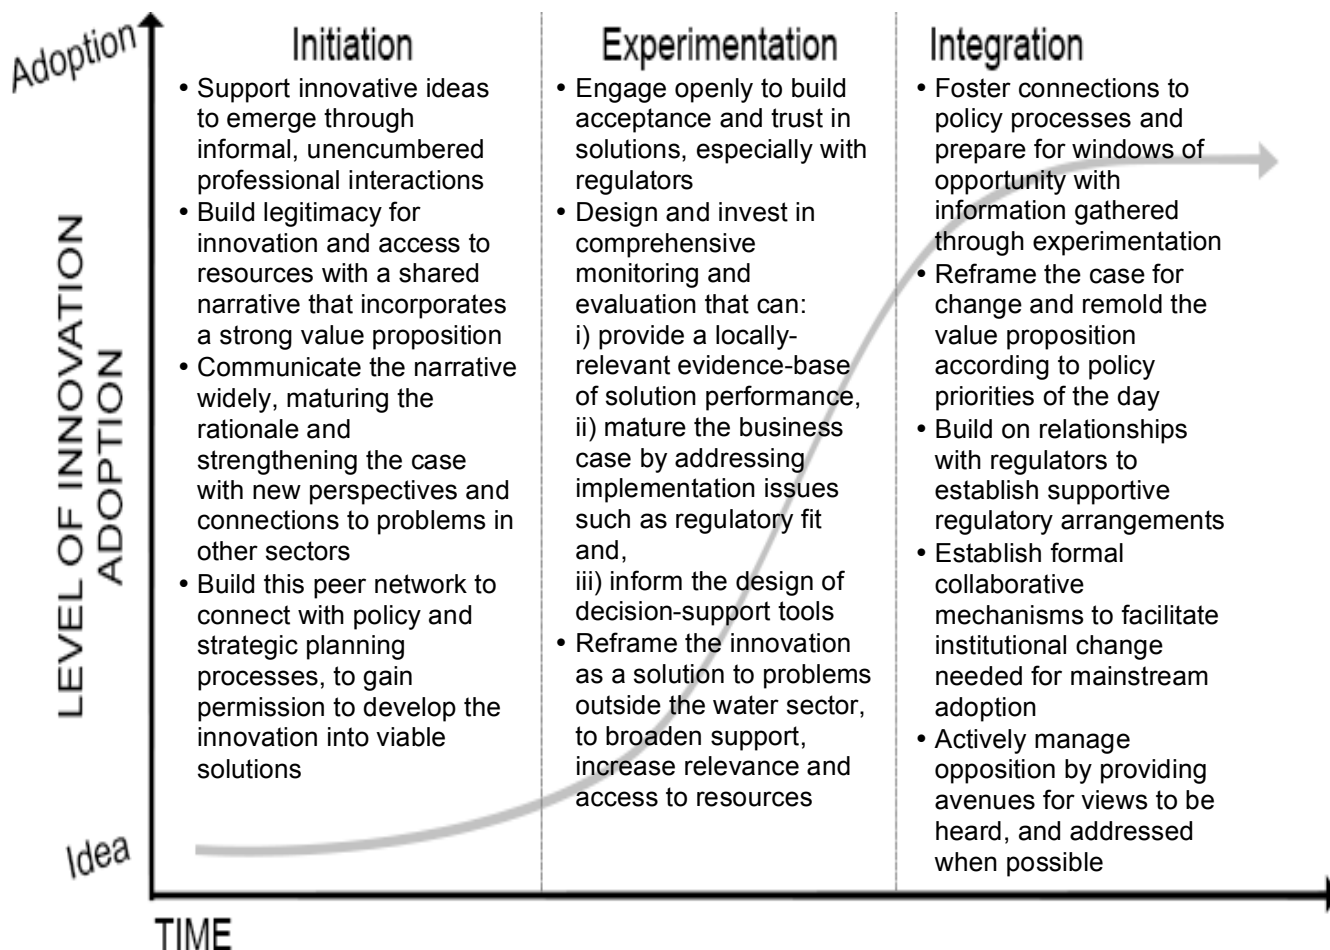 Adoption
LEVEL OF INNOVATION
ADOPTION
Idea
TIME
Initiation
• Support innovative ideas
to emerge through
informal, unencumbered
professional interactions
• Build legitimacy for
innovation and access to
resources with a shared
narrative that incorporates
a strong value proposition
• Communicate the narrative
widely, maturing the
rationale and
strengthening the case
with new perspectives and
connections to problems in
other sectors
• Build this peer network to
connect with policy and
strategic planning
processes, to gain
permission to develop the
innovation into viable
solutions
Experimentation
• Engage openly to build
acceptance and trust in
solutions, especially with
regulators
• Design and invest in
comprehensive
monitoring and
evaluation that can:
i) provide a locally-
relevant evidence-base
of solution performance,
ii) mature the business
case by addressing
implementation issues
such as regulatory fit
and,
iii) inform the design of
decision-support tools
• Reframe the innovation
as a solution to problems
outside the water sector,
to broaden support,
increase relevance and
access to resources
Integration
• Foster connections to
policy processes and
prepare for windows of
opportunity with
information gathered
through experimentation
• Reframe the case for
change and remold the
value proposition
according to policy
priorities of the day
• Build on relationships
with regulators to
establish supportive
regulatory arrangements
• Establish formal
collaborative
mechanisms to facilitate
institutional change
needed for mainstream
adoption
• Actively manage
opposition by providing
avenues for views to be
heard, and addressed
when possible